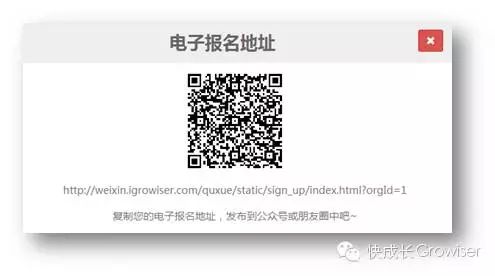 电子报名地址
http://weixin.igrowiser.com/quxue/static/sign_up/index.html?orgId=1
复制您的电子报名地址，发布到公众号或朋友圈中吧~
快成长Growiser